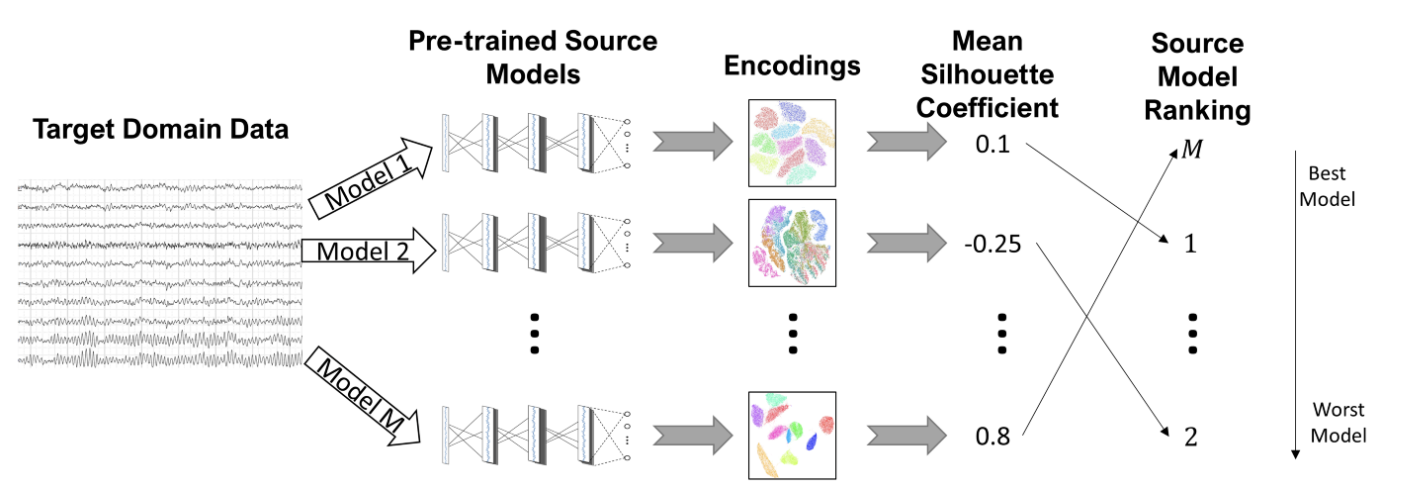 Pre-trained Source
Models
Encodings
Mean
Silhouette
Coefficient
Source
Model
Ranking
Target Domain Data
Model 1
Model 2
Model M
0.1
-0.25
0.8
M
1
2
Best
Model
Worst
Model